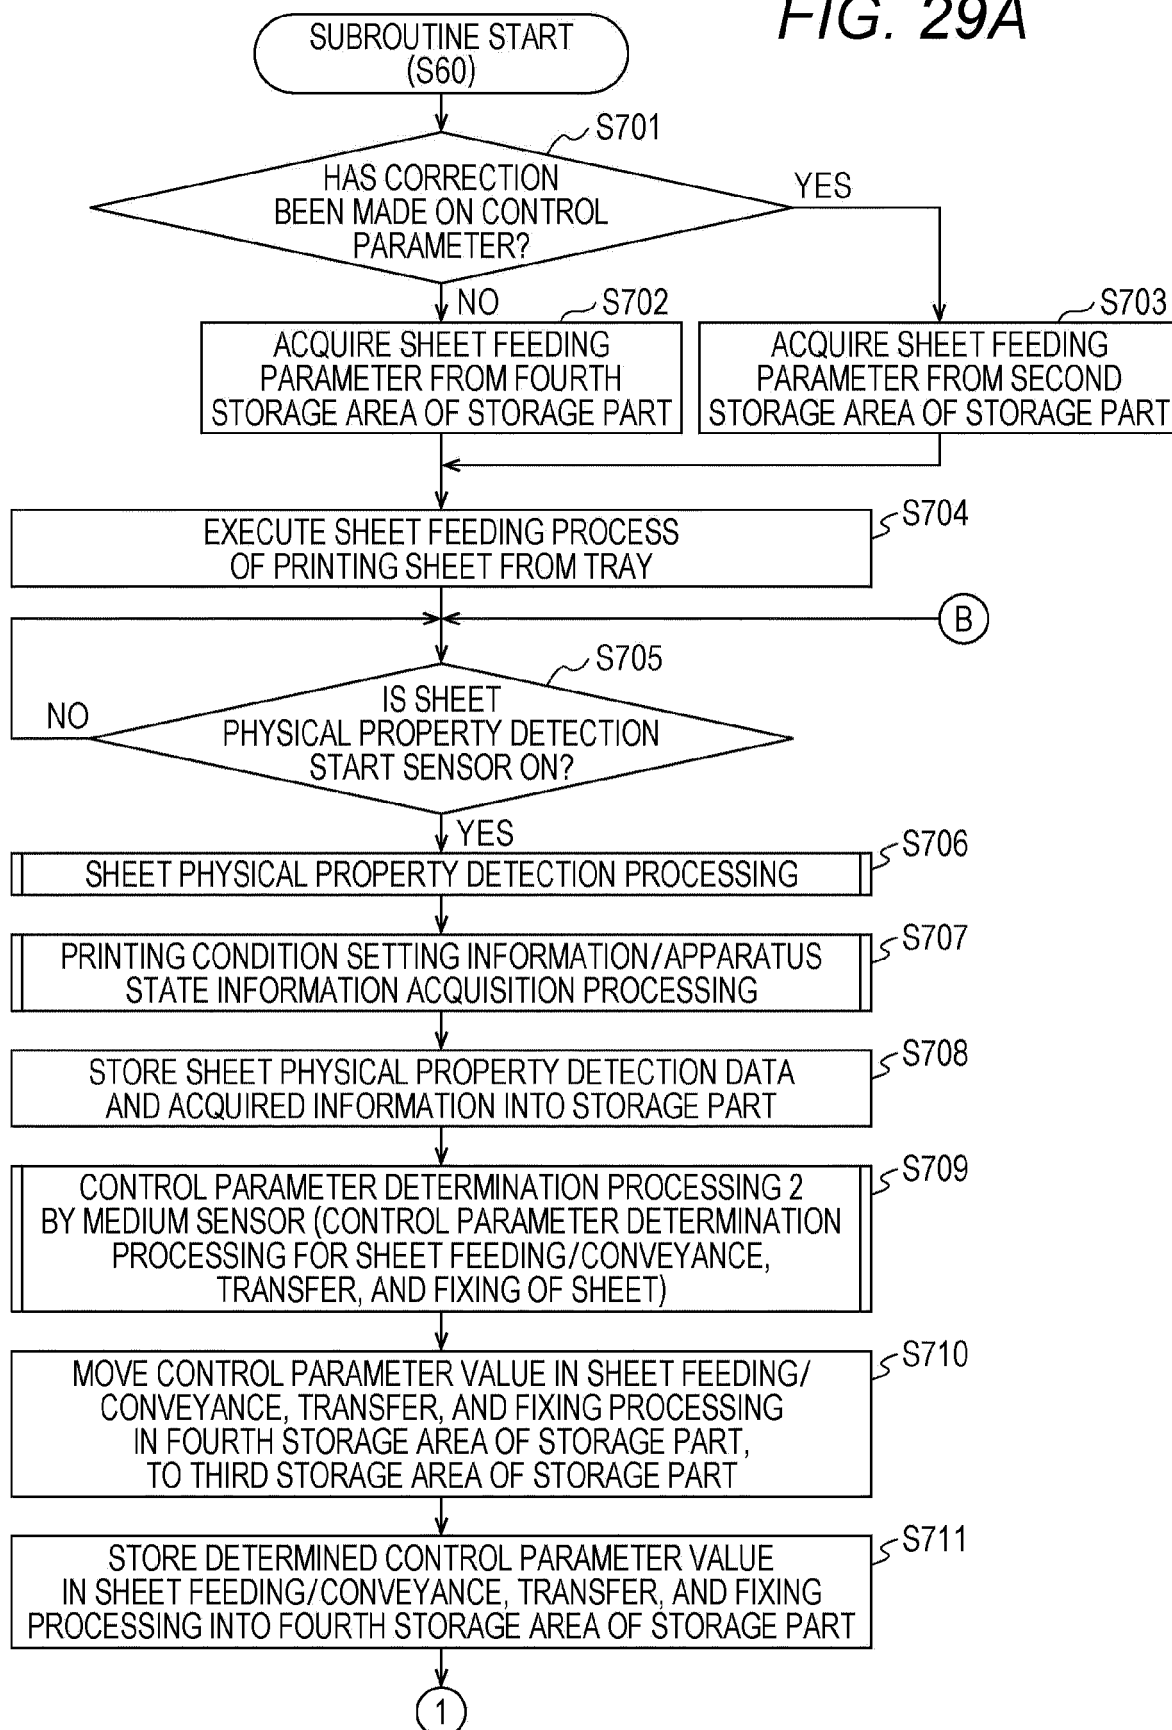 FIG. 29A
SUBROUTINE START
(S60)
S701
HAS CORRECTION
BEEN MADE ON CONTROL
PARAMETER?
YES
NO
S702
ACQUIRE SHEET FEEDING
PARAMETER FROM FOURTH
STORAGE AREA OF STORAGE PART
S703
ACQUIRE SHEET FEEDING
PARAMETER FROM SECOND
STORAGE AREA OF STORAGE PART
S704
EXECUTE SHEET FEEDING PROCESS
OF PRINTING SHEET FROM TRAY
B
S705
IS SHEET
PHYSICAL PROPERTY DETECTION
START SENSOR ON?
NO
YES
S706
SHEET PHYSICAL PROPERTY DETECTION PROCESSING
S707
PRINTING CONDITION SETTING INFORMATION/APPARATUS
STATE INFORMATION ACQUISITION PROCESSING
S708
STORE SHEET PHYSICAL PROPERTY DETECTION DATA
AND ACQUIRED INFORMATION INTO STORAGE PART
S709
CONTROL PARAMETER DETERMINATION PROCESSING 2
BY MEDIUM SENSOR (CONTROL PARAMETER DETERMINATION
PROCESSING FOR SHEET FEEDING/CONVEYANCE,
TRANSFER, AND FIXING OF SHEET)
S710
MOVE CONTROL PARAMETER VALUE IN SHEET FEEDING/
CONVEYANCE, TRANSFER, AND FIXING PROCESSING
IN FOURTH STORAGE AREA OF STORAGE PART,
TO THIRD STORAGE AREA OF STORAGE PART
S711
STORE DETERMINED CONTROL PARAMETER VALUE
IN SHEET FEEDING/CONVEYANCE, TRANSFER, AND FIXING
PROCESSING INTO FOURTH STORAGE AREA OF STORAGE PART
1